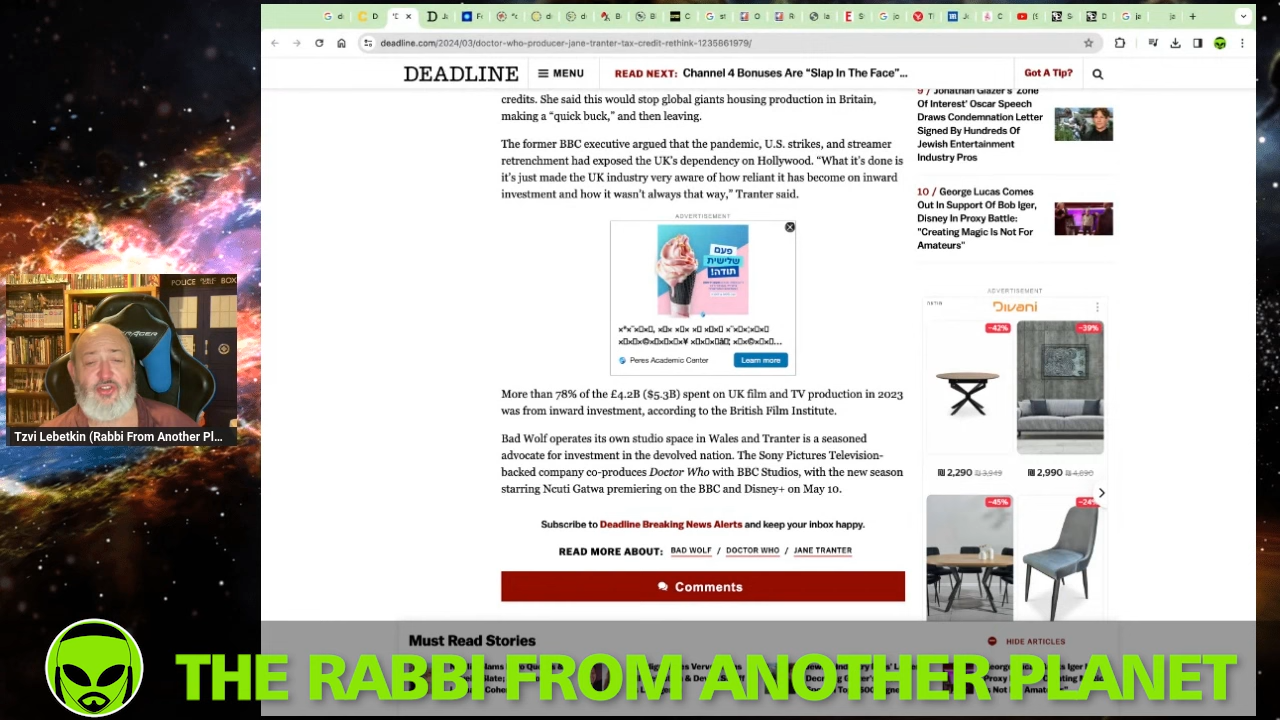 deadline.com/2024/03/doctor-who-producer-jane-tranter-tax-credit-rethink-1235861979/
DEADLINE
MENU
READ NEXT: Channel 4 Bonuses Are “Slap In The Face”...
Got A Tip?
credits. She said this would stop global giants housing production in Britain,
making a “quick buck,” and then leaving.
The former BBC executive argued that the pandemic, U.S. strikes, and streamer
retrenchment had exposed the UK’s dependency on Hollywood. “What it’s done is
it’s just made the UK industry very aware of how reliant it has become on inward
investment and how it wasn’t always that way,” Tranter said.
ADVERTISEMENT
פעם
שלישית
תודה!
Peres Academic Center
Learn more
More than 78% of the £4.2B ($5.3B) spent on UK film and TV production in 2023
was from inward investment, according to the British Film Institute.
Bad Wolf operates its own studio space in Wales and Tranter is a seasoned
advocate for investment in the devolved nation. The Sony Pictures Television-
backed company co-produces Doctor Who with BBC Studios, with the new season
starring Ncuti Gatwa premiering on the BBC and Disney+ on May 10.
Subscribe to Deadline Breaking News Alerts and keep your inbox happy.
READ MORE ABOUT: BAD WOLF / DOCTOR WHO / JANE TRANTER
Comments
9 / Jonathan Glazer’s ‘Zone
Of Interest’ Oscar Speech
Draws Condemnation Letter
Signed By Hundreds Of
Jewish Entertainment
Industry Pros
10 / George Lucas Comes
Out In Support Of Bob Iger,
Disney In Proxy Battle:
"Creating Magic Is Not For
Amateurs”
ADVERTISEMENT
Divani
-42%
-39%
₪ 2,290 ₪ 3,949
₪ 2,990 ₪ 4,890
-45%
-24%
POLICE BOX
Tzvi Lebetkin (Rabbi From Another Pl...
Must Read Stories
HIDE ARTICLES
THE RABBI FROM ANOTHER PLANET